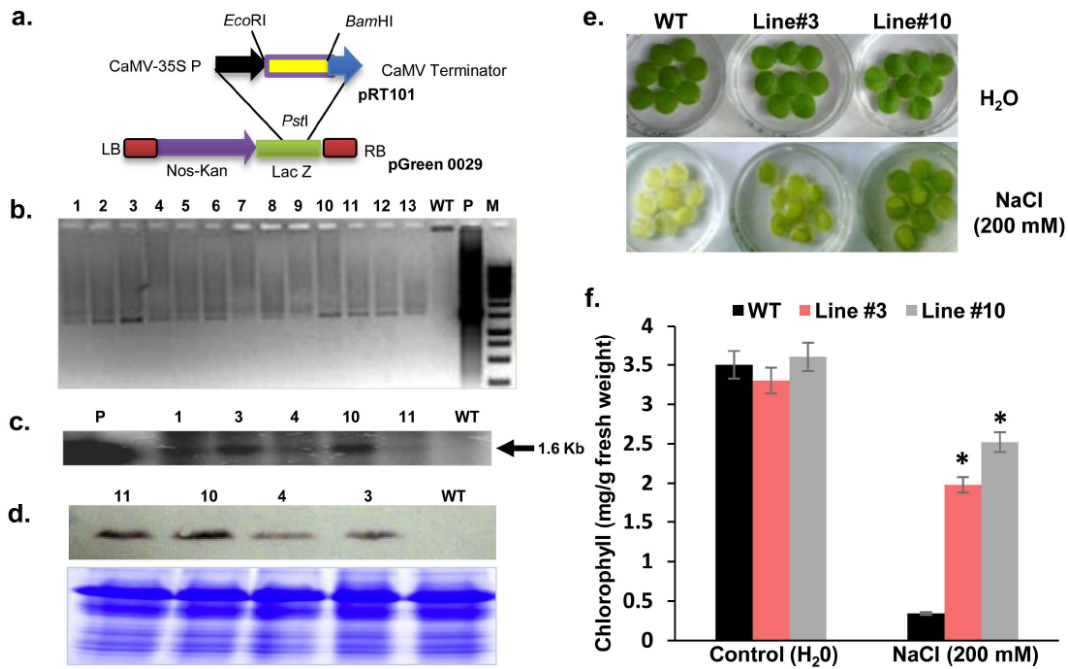 a.
EcoRI
BamHI
CaMV-35S P
CaMV Terminator
pRT101
PstI
LB
RB
Nos-Kan
Lac Z
pGreen 0029
b.
1 2 3 4 5 6 7 8 9 10 11 12 13 WT P M
c.
P 1 3 4 10 11 WT
1.6 Kb
d.
11 10 4 3 WT
e.
WT Line#3 Line#10
H₂O
NaCl
(200 mM)
f.
WT Line #3 Line #10
Chlorophyll (mg/g fresh weight)
4
3.5
3
2.5
2
1.5
1
0.5
0
* *
Control (H₂0) NaCl (200 mM)